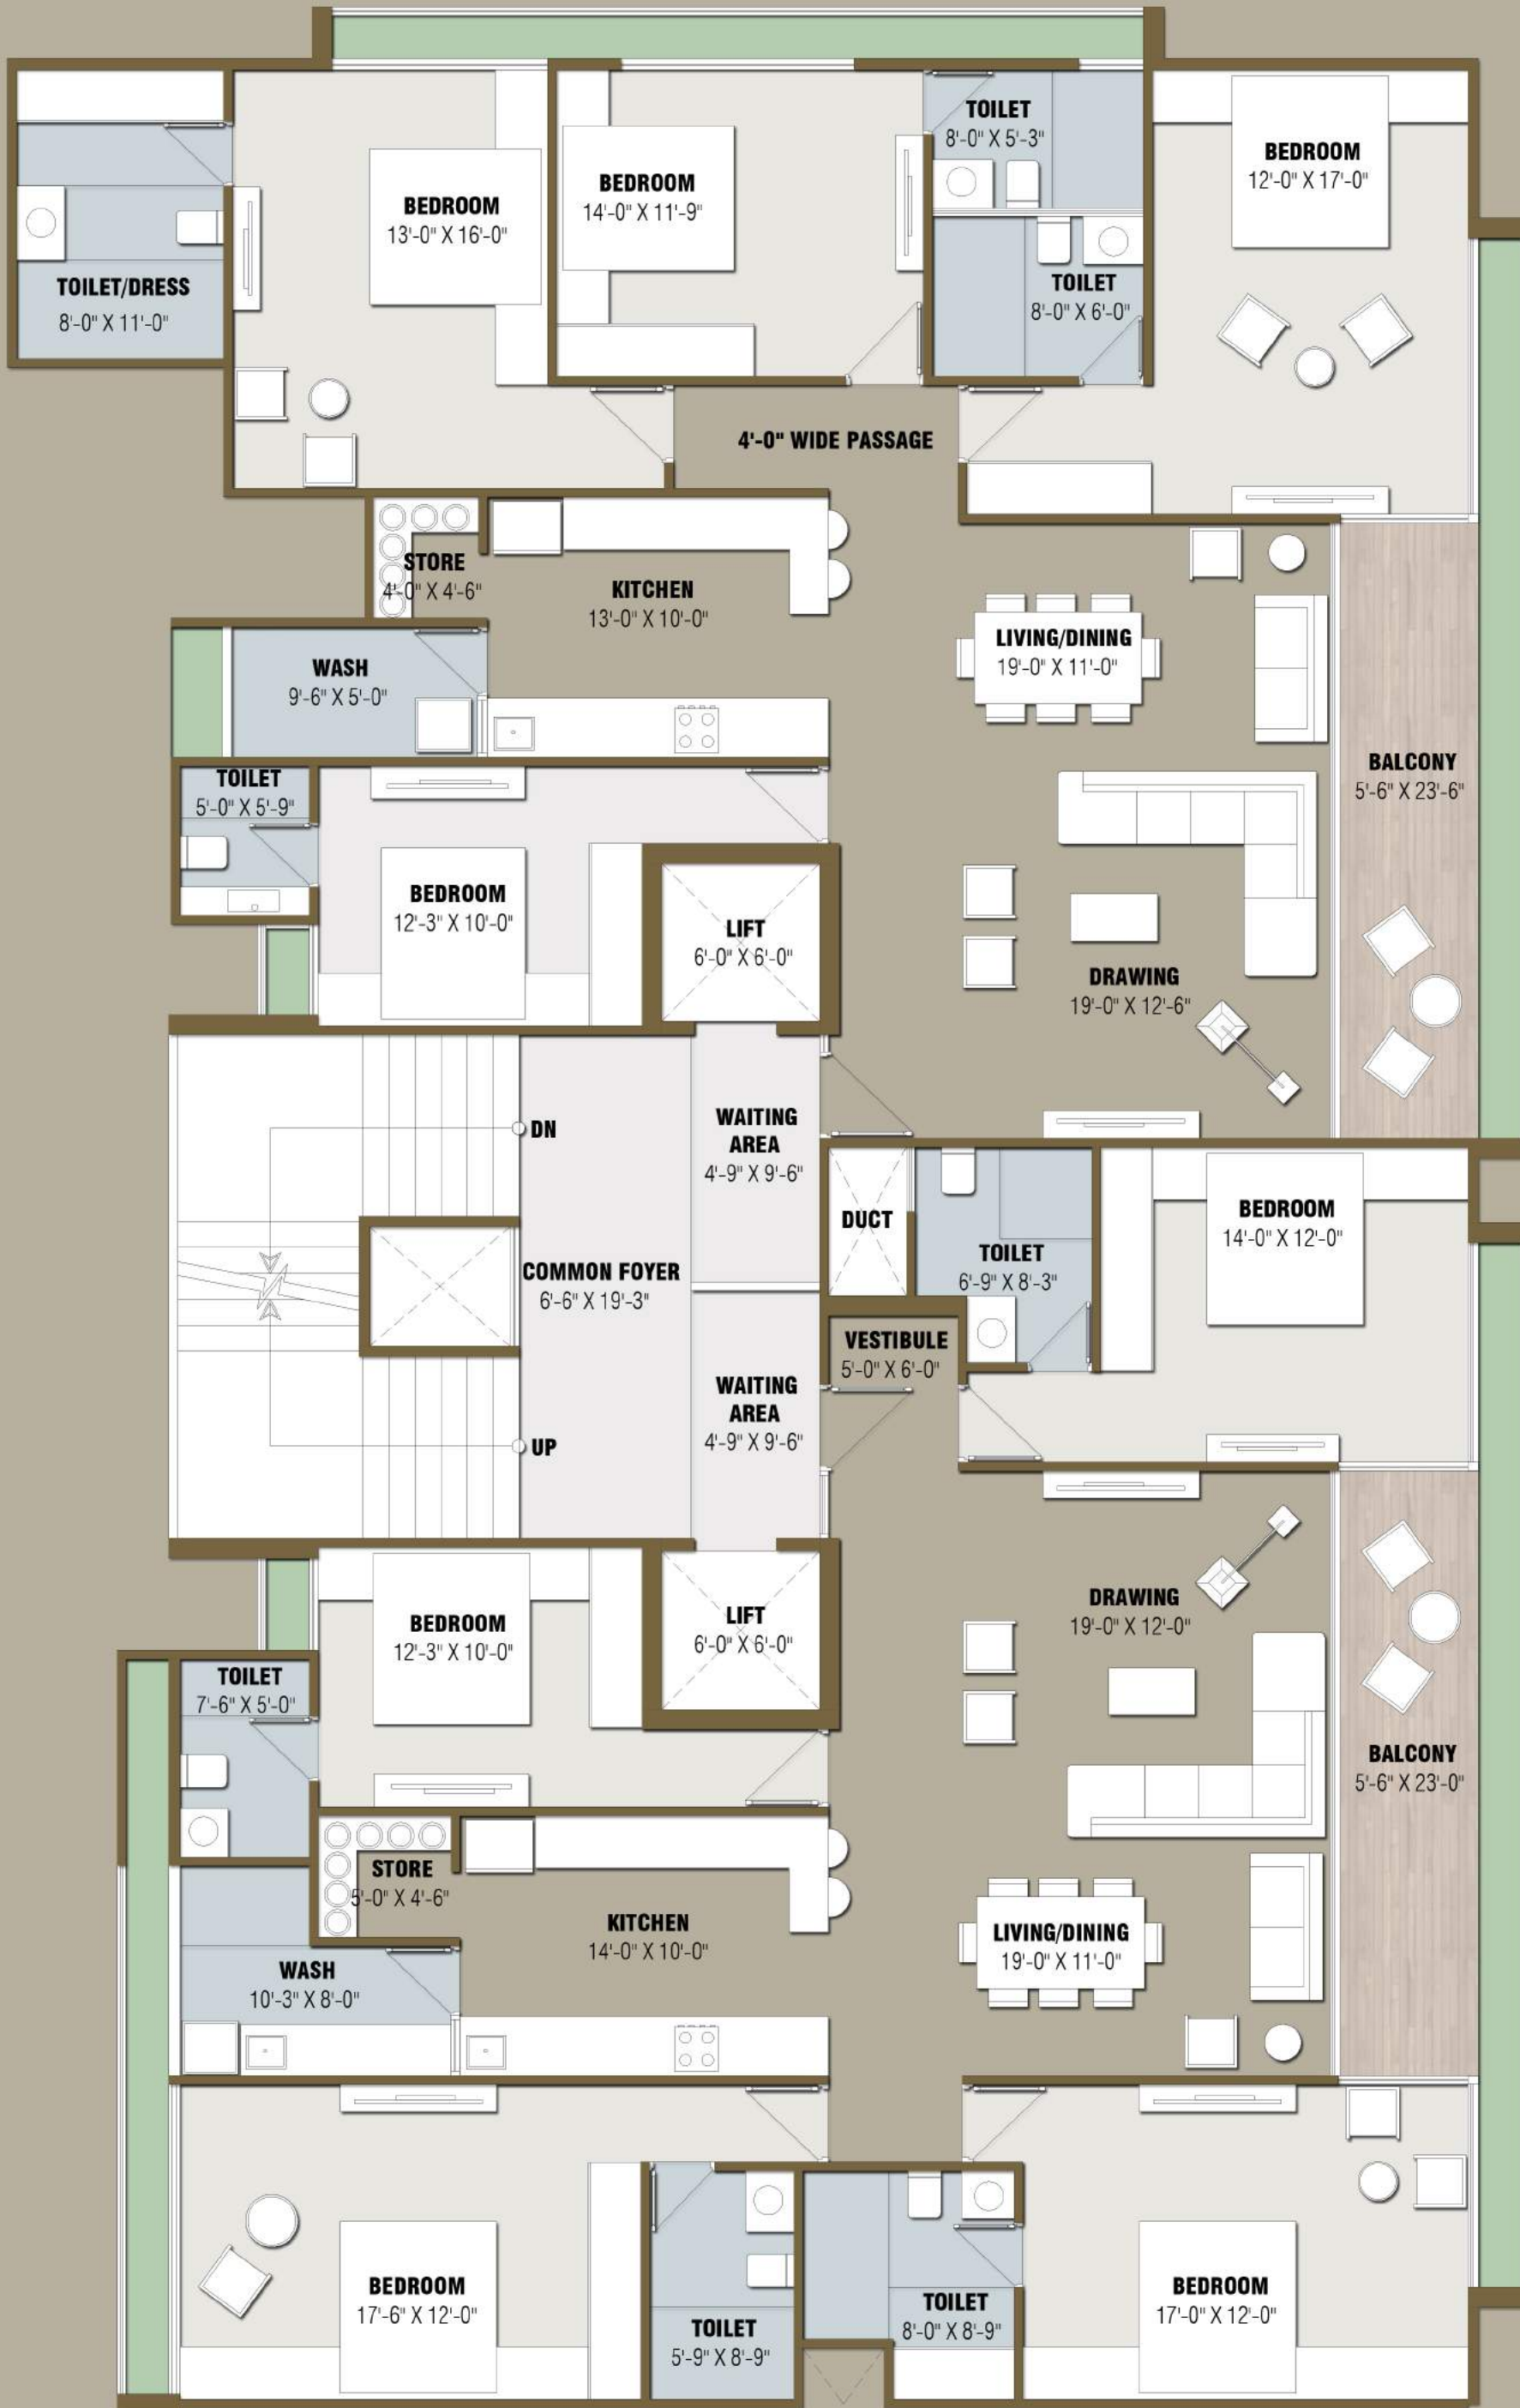 TOILET
8'-0" X 5'-3"
BEDROOM
12'-0" X 17'-0"
BEDROOM
14'-0" X 11'-9"
BEDROOM
13'-0" X 16'-0"
TOILET/DRESS
8'-0" X 11'-0"
TOILET
8'-0" X 6'-0"
4'-0" WIDE PASSAGE
STORE
4'-0" X 4'-6"
KITCHEN
13'-0" X 10'-0"
LIVING/DINING
19'-0" X 11'-0"
WASH
9'-6" X 5'-0"
BALCONY
5'-6" X 23'-6"
TOILET
5'-0" X 5'-9"
BEDROOM
12'-3" X 10'-0"
LIFT
6'-0" X 6'-0"
DRAWING
19'-0" X 12'-6"
DN
WAITING
AREA
4'-9" X 9'-6"
DUCT
BEDROOM
14'-0" X 12'-0"
TOILET
6'-9" X 8'-3"
COMMON FOYER
6'-6" X 19'-3"
VESTIBULE
5'-0" X 6'-0"
WAITING
AREA
4'-9" X 9'-6"
UP
BEDROOM
12'-3" X 10'-0"
LIFT
6'-0" X 6'-0"
DRAWING
19'-0" X 12'-0"
TOILET
7'-6" X 5'-0"
BALCONY
5'-6" X 23'-0"
STORE
5'-0" X 4'-6"
KITCHEN
14'-0" X 10'-0"
LIVING/DINING
19'-0" X 11'-0"
WASH
10'-3" X 8'-0"
BEDROOM
17'-6" X 12'-0"
TOILET
5'-9" X 8'-9"
TOILET
8'-0" X 8'-9"
BEDROOM
17'-0" X 12'-0"